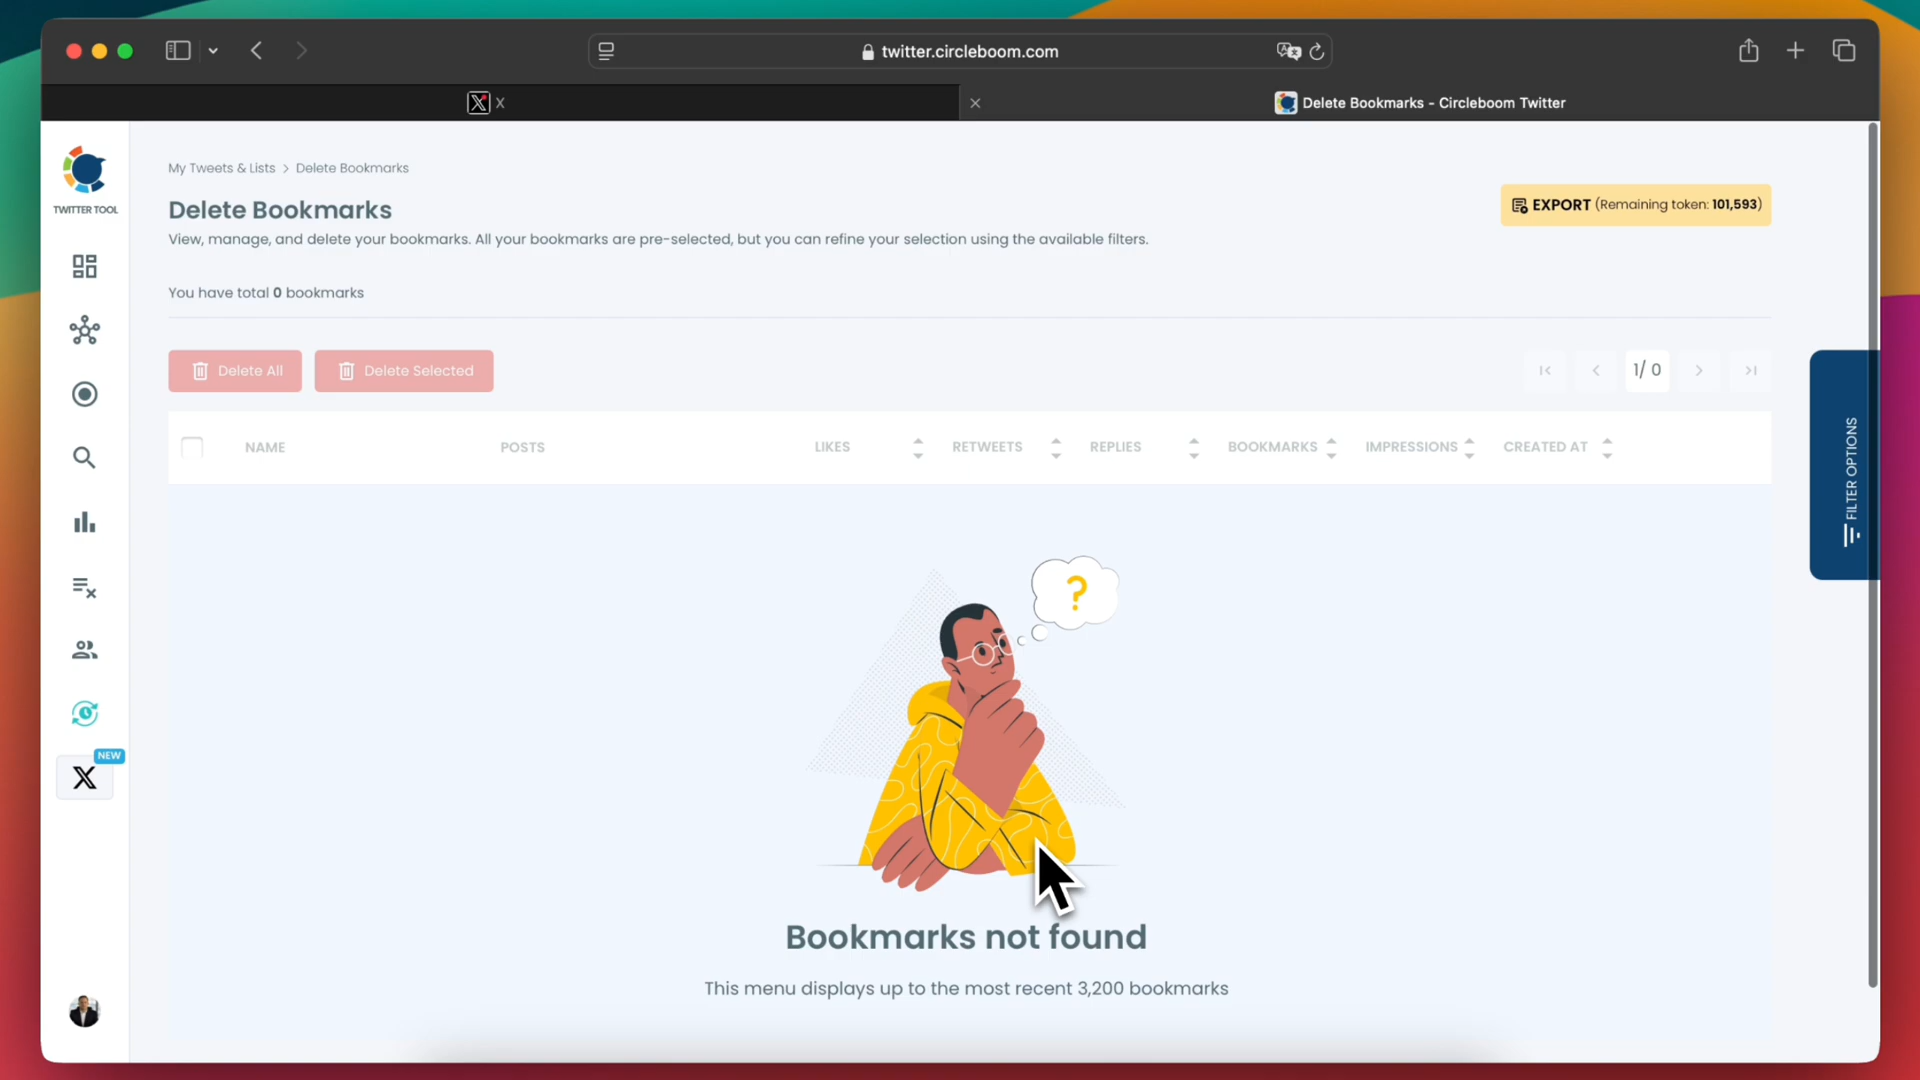 twitter.circleboom.com
X
Delete Bookmarks - Circleboom Twitter
TWITTER TOOL
My Tweets & Lists > Delete Bookmarks
Delete Bookmarks
View, manage, and delete your bookmarks. All your bookmarks are pre-selected, but you can refine your selection using the available filters.
EXPORT (Remaining token: 101,593)
You have total 0 bookmarks
Delete All
Delete Selected
1/ 0
FILTER OPTIONS
NAME POSTS LIKES RETWEETS REPLIES BOOKMARKS IMPRESSIONS CREATED AT
?
NEW
X
Bookmarks not found
This menu displays up to the most recent 3,200 bookmarks